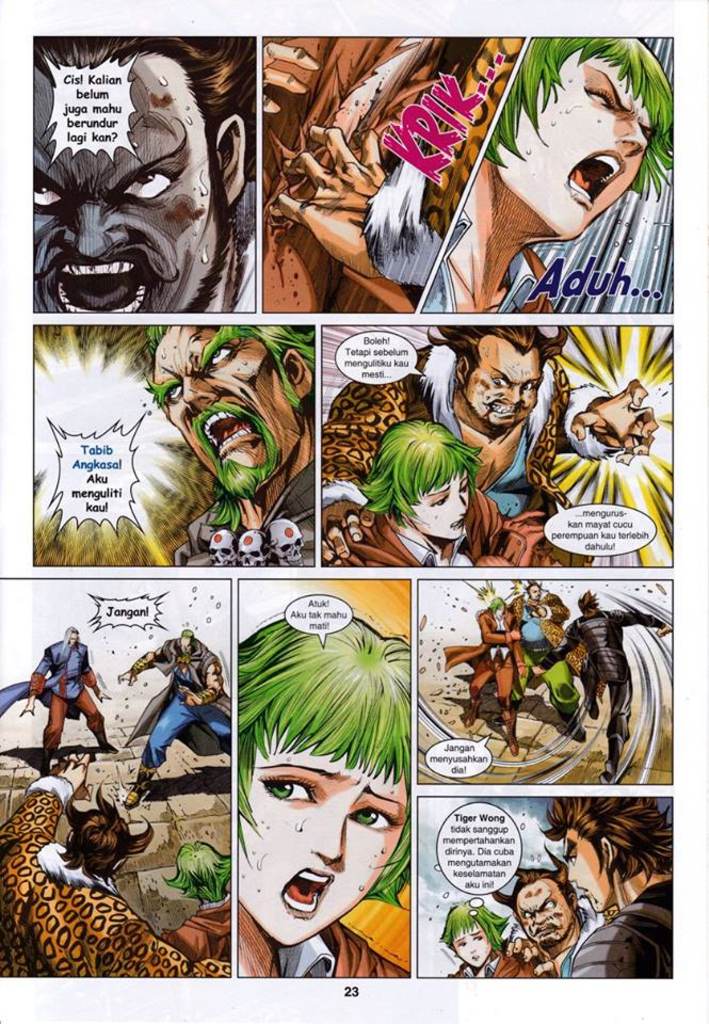 Cis! Kalian
belum
juga mahu
berundur
lagi kan?
KRIK...
Aduh...
Tabib
Angkasa!
Aku
menguliti
kau!
Boleh!
Tetapi sebelum
mengulitiku kau
mesti...
...mengurus-
kan mayat cucu
perempuan kau terlebih
dahulu!
Jangan!
Atuk!
Aku tak mahu
mati!
Jangan
menyusahkan
dia!
Tiger Wong
tidak sanggup
mempertahankan
dirinya. Dia cuba
mengutamakan
keselamatan
aku ini!
23